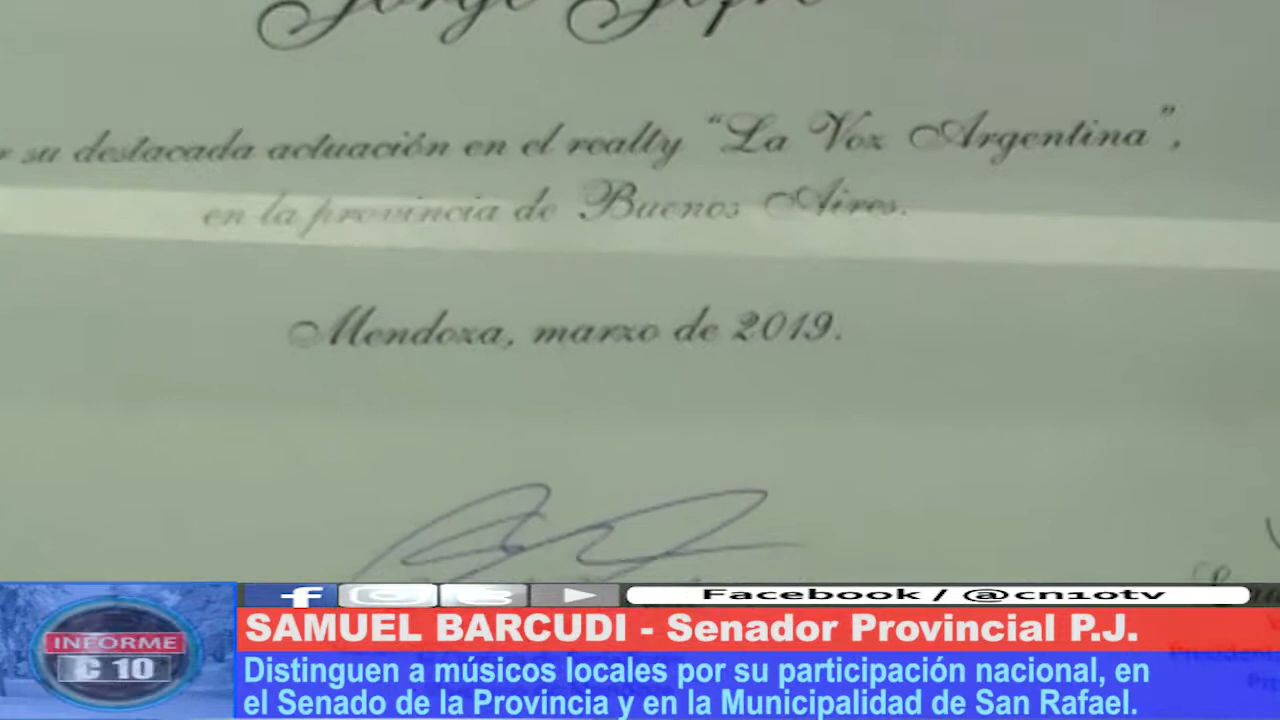 Jorge Jofré
su destacada actuación en el realty “La Voz Argentina”,
en la provincia de Buenos Aires.
Mendoza, marzo de 2019.
Facebook / @cn10tv
INFORME
C 10
SAMUEL BARCUDI - Senador Provincial P.J.
Distinguen a músicos locales por su participación nacional, en
el Senado de la Provincia y en la Municipalidad de San Rafael.